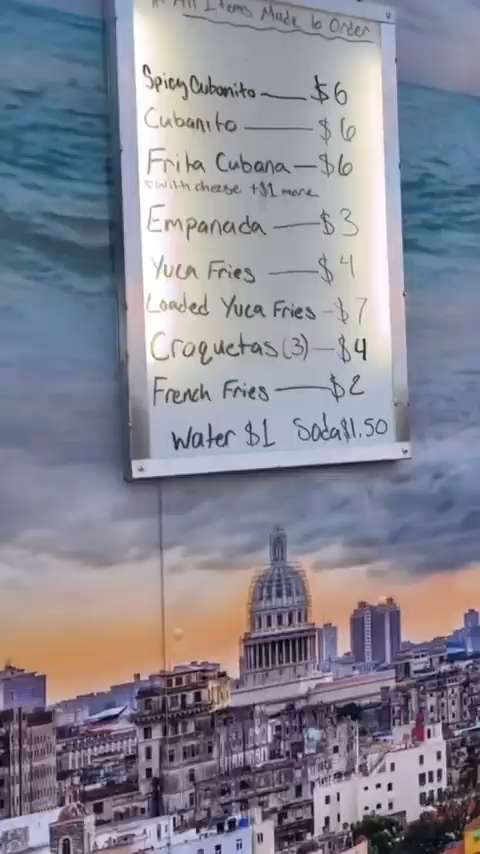 All Items Made to Order
Spicy Cubanito — $6
Cubanito — $6
Frita Cubana — $6
with cheese +$1 more
Empanada — $3
Yuca Fries — $4
Loaded Yuca Fries - $7
Croquetas (3) — $4
French Fries — $2
Water $1 Soda $1.50